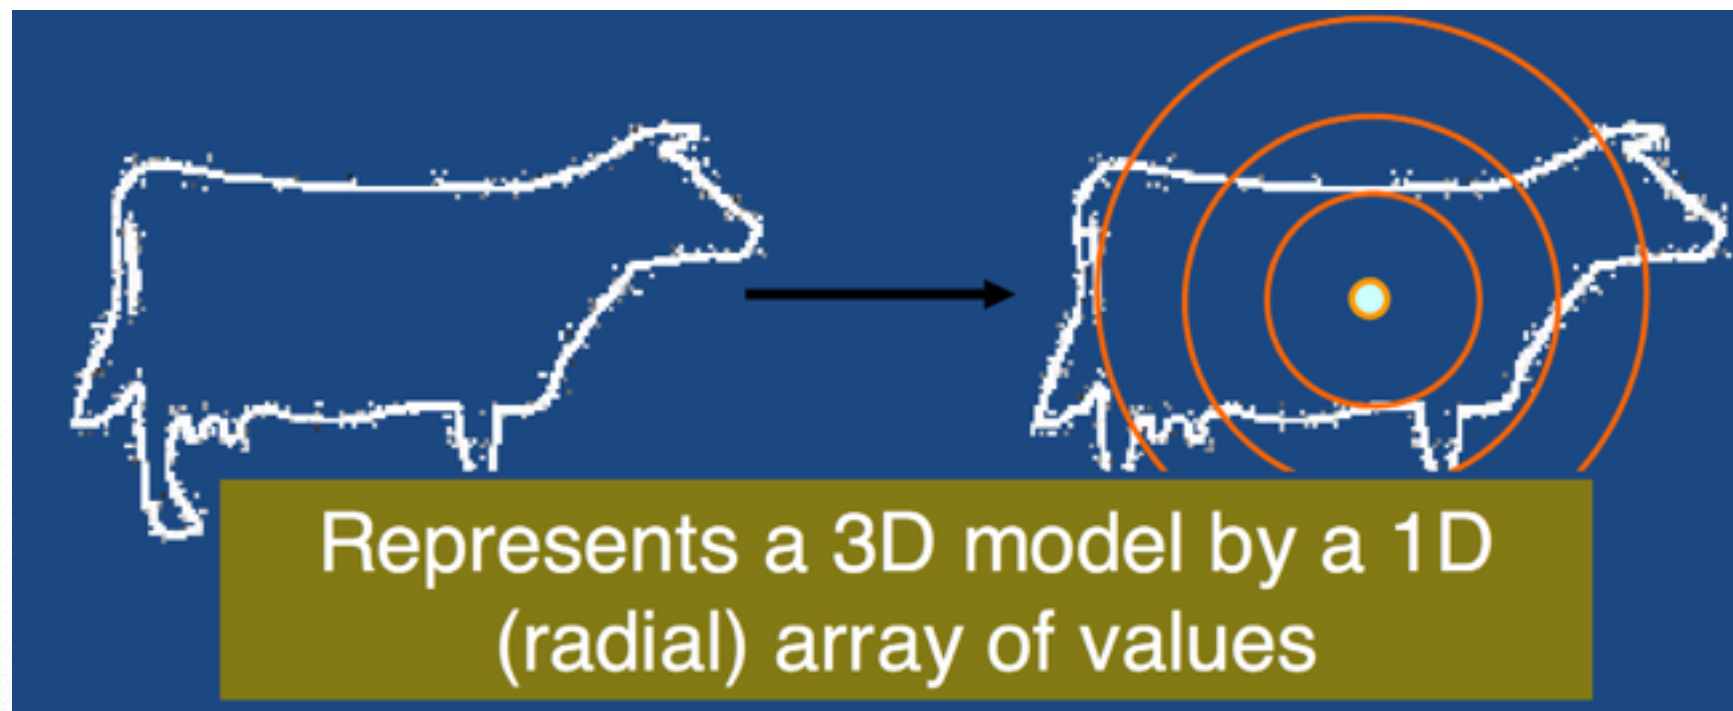 Represents a 3D model by a 1D
(radial) array of values